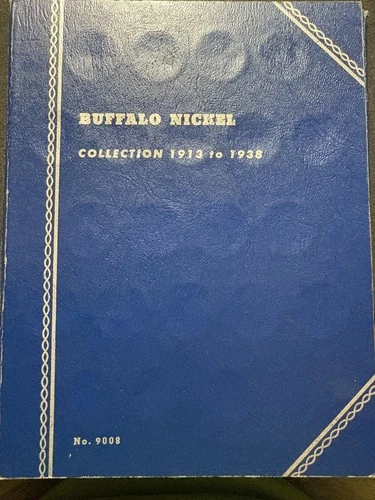 BUFFALO NICKEL
COLLECTION 1913 to 1938
No. 9008